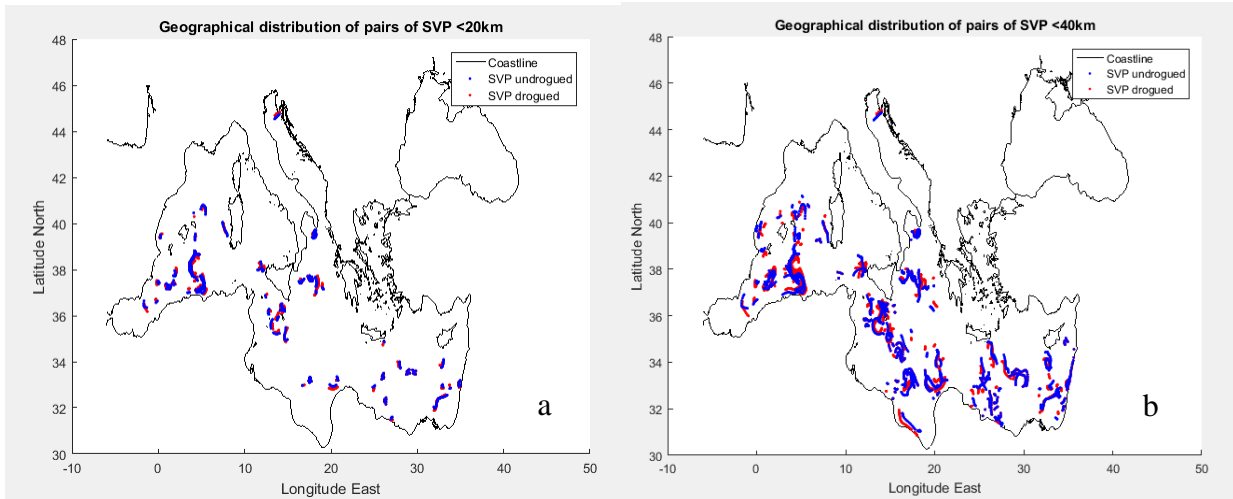 Geographical distribution of pairs of SVP <20km
48
46
44
42
40
38
36
34
32
30
-10
0
10
20
30
40
50
Latitude North
Longitude East
Coastline
SVP undrogued
SVP drogued
a
Geographical distribution of pairs of SVP <40km
48
46
44
42
40
38
36
34
32
30
-10
0
10
20
30
40
50
Latitude North
Longitude East
Coastline
SVP undrogued
SVP drogued
b